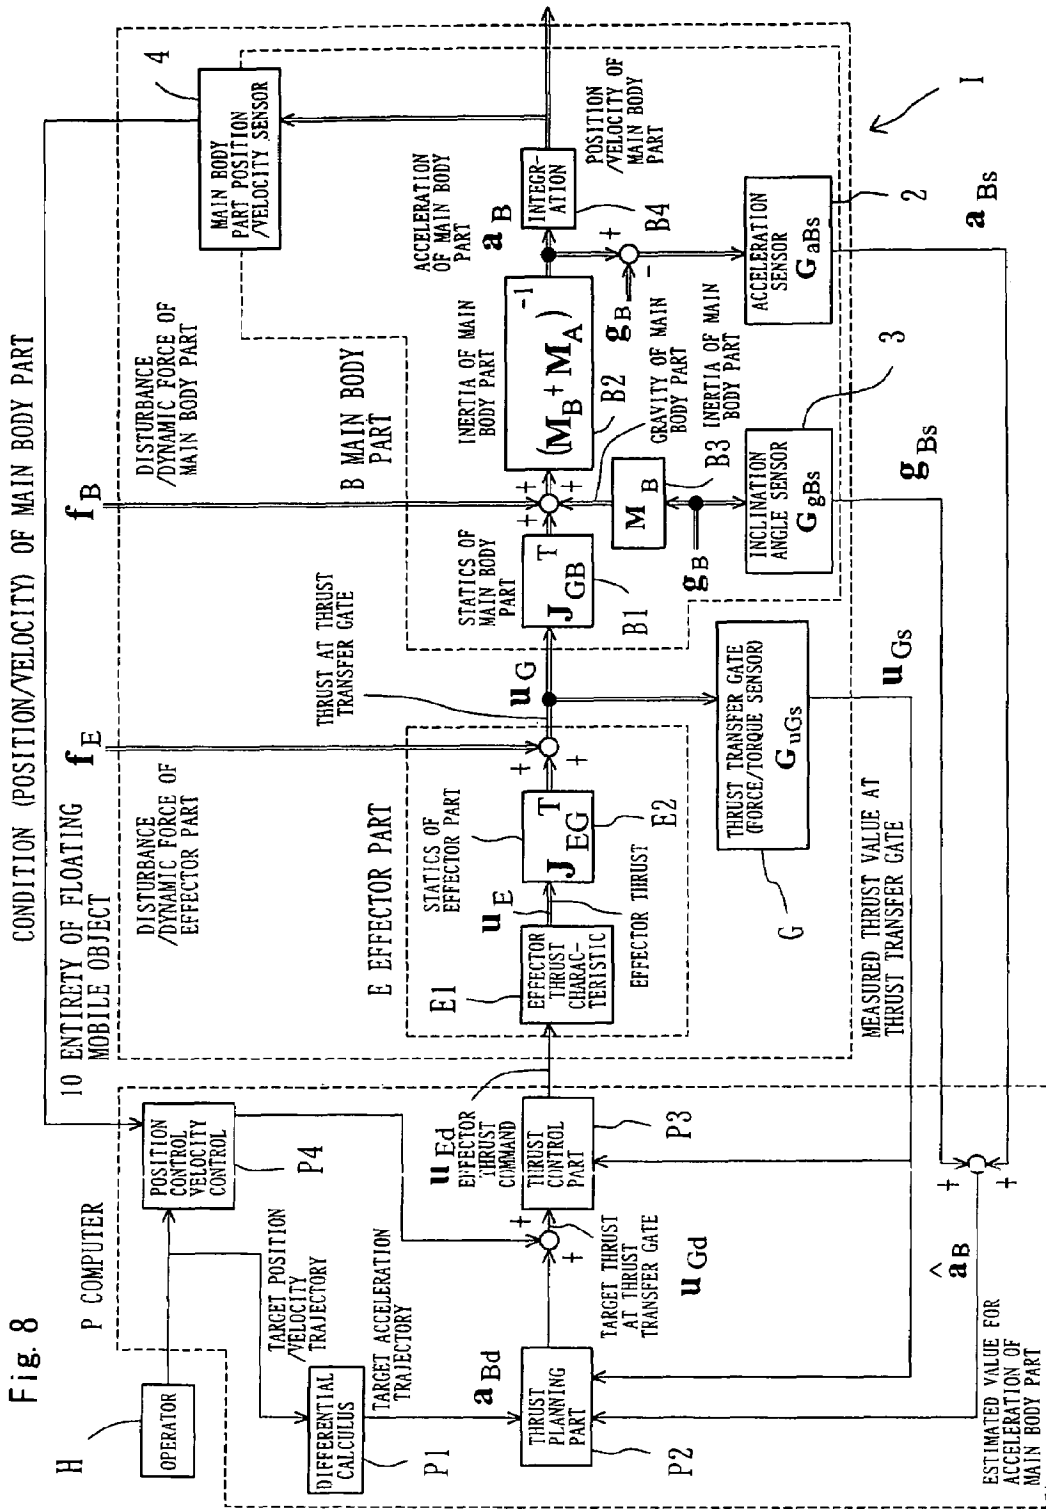 Fig. 8
CONDITION (POSITION/VELOCITY) OF MAIN BODY PART
H
OPERATOR
P COMPUTER
POSITION
CONTROL
VELOCITY
CONTROL
P4
TARGET POSITION
/VELOCITY
TRAJECTORY
DIFFERENTIAL
CALCULUS
P1
TARGET ACCELERATION
TRAJECTORY
a Bd
THRUST
PLANNING
PART
P2
+
+
TARGET THRUST
AT THRUST
TRANSFER GATE
u Gd
u Ed
EFFECTOR
THRUST
COMMAND
THRUST
CONTROL
PART
P3
ESTIMATED VALUE FOR
ACCELERATION OF
MAIN BODY PART
â B
+
+
10 ENTIRETY OF FLOATING
MOBILE OBJECT
DISTURBANCE
/DYNAMIC FORCE OF
EFFECTOR PART
f E
E EFFECTOR PART
E1
EFFECTOR
THRUST
CHARAC-
TERISTIC
u E
EFFECTOR THRUST
STATICS OF
EFFECTOR PART
J EG T
E2
+
+
THRUST AT THRUST
TRANSFER GATE
u G
G
THRUST TRANSFER GATE
(FORCE/TORQUE SENSOR)
G uGs
MEASURED THRUST VALUE AT
THRUST TRANSFER GATE
u Gs
DISTURBANCE
/DYNAMIC FORCE OF
MAIN BODY PART
f B
B MAIN BODY
PART
STATICS OF
MAIN BODY
PART
J GB T
B1
+
+
+
INERTIA OF MAIN
BODY PART
(M B + M A) -1
B2
GRAVITY OF MAIN
BODY PART
M B
B3
INERTIA OF MAIN
BODY PART
g B
INCLINATION
ANGLE SENSOR
G gBs
3
g Bs
ACCELERATION
OF MAIN BODY
PART
a B
INTEGR-
ATION
B4
POSITION
/VELOCITY OF
MAIN BODY
PART
g B
+
-
ACCELERATION
SENSOR
G aBs
2
a Bs
MAIN BODY
PART POSITION
/VELOCITY SENSOR
4
1